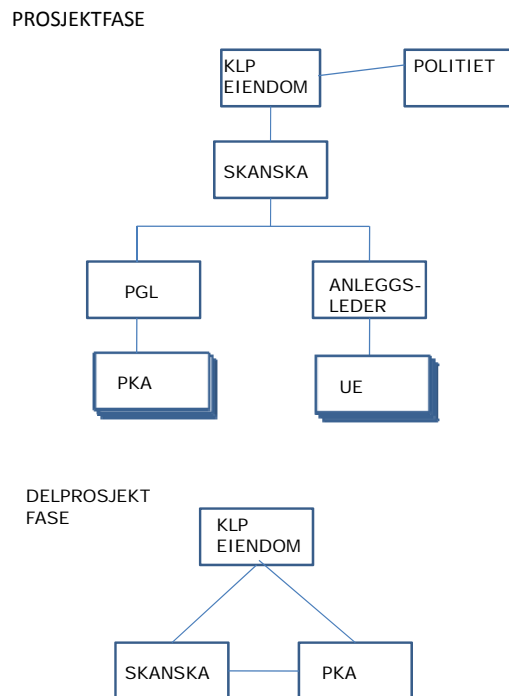 PROSJEKTFASE
KLP
EIENDOM
POLITIET
SKANSKA
PGL
ANLEGGS-
LEDER
PKA
UE
DELPROSJEKT
FASE
KLP
EIENDOM
SKANSKA
PKA